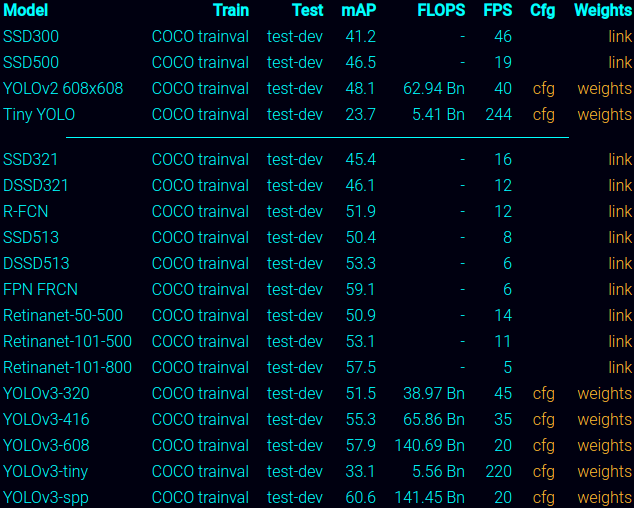 Model Train Test mAP FLOPS FPS Cfg Weights
SSD300 COCO trainval test-dev 41.2 - 46 link
SSD500 COCO trainval test-dev 46.5 - 19 link
YOLOv2 608x608 COCO trainval test-dev 48.1 62.94 Bn 40 cfg weights
Tiny YOLO COCO trainval test-dev 23.7 5.41 Bn 244 cfg weights
SSD321 COCO trainval test-dev 45.4 - 16 link
DSSD321 COCO trainval test-dev 46.1 - 12 link
R-FCN COCO trainval test-dev 51.9 - 12 link
SSD513 COCO trainval test-dev 50.4 - 8 link
DSSD513 COCO trainval test-dev 53.3 - 6 link
FPN FRCN COCO trainval test-dev 59.1 - 6 link
Retinanet-50-500 COCO trainval test-dev 50.9 - 14 link
Retinanet-101-500 COCO trainval test-dev 53.1 - 11 link
Retinanet-101-800 COCO trainval test-dev 57.5 - 5 link
YOLOv3-320 COCO trainval test-dev 51.5 38.97 Bn 45 cfg weights
YOLOv3-416 COCO trainval test-dev 55.3 65.86 Bn 35 cfg weights
YOLOv3-608 COCO trainval test-dev 57.9 140.69 Bn 20 cfg weights
YOLOv3-tiny COCO trainval test-dev 33.1 5.56 Bn 220 cfg weights
YOLOv3-spp COCO trainval test-dev 60.6 141.45 Bn 20 cfg weights